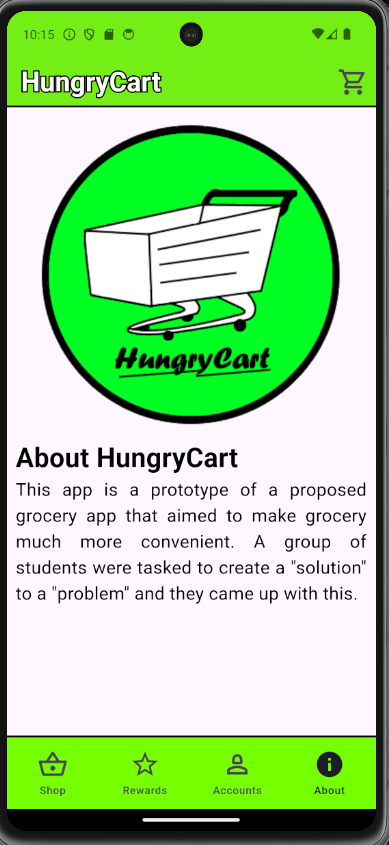 10:15
HungryCart
HungryCart
About HungryCart
This app is a prototype of a proposed
grocery app that aimed to make grocery
much more convenient. A group of
students were tasked to create a "solution"
to a "problem" and they came up with this.
Shop
Rewards
Accounts
About